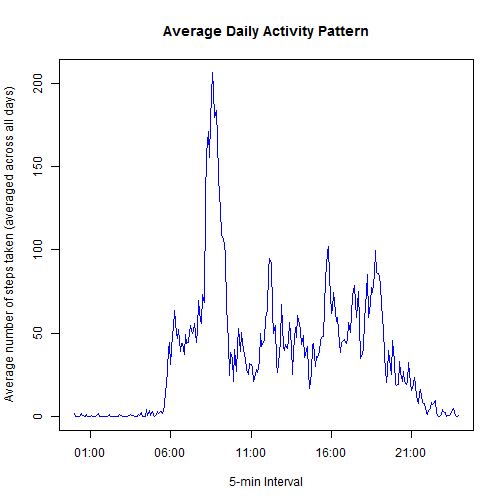 Average Daily Activity Pattern
Average number of steps taken (averaged across all days)
200
150
100
50
0
01:00 06:00 11:00 16:00 21:00
5-min Interval